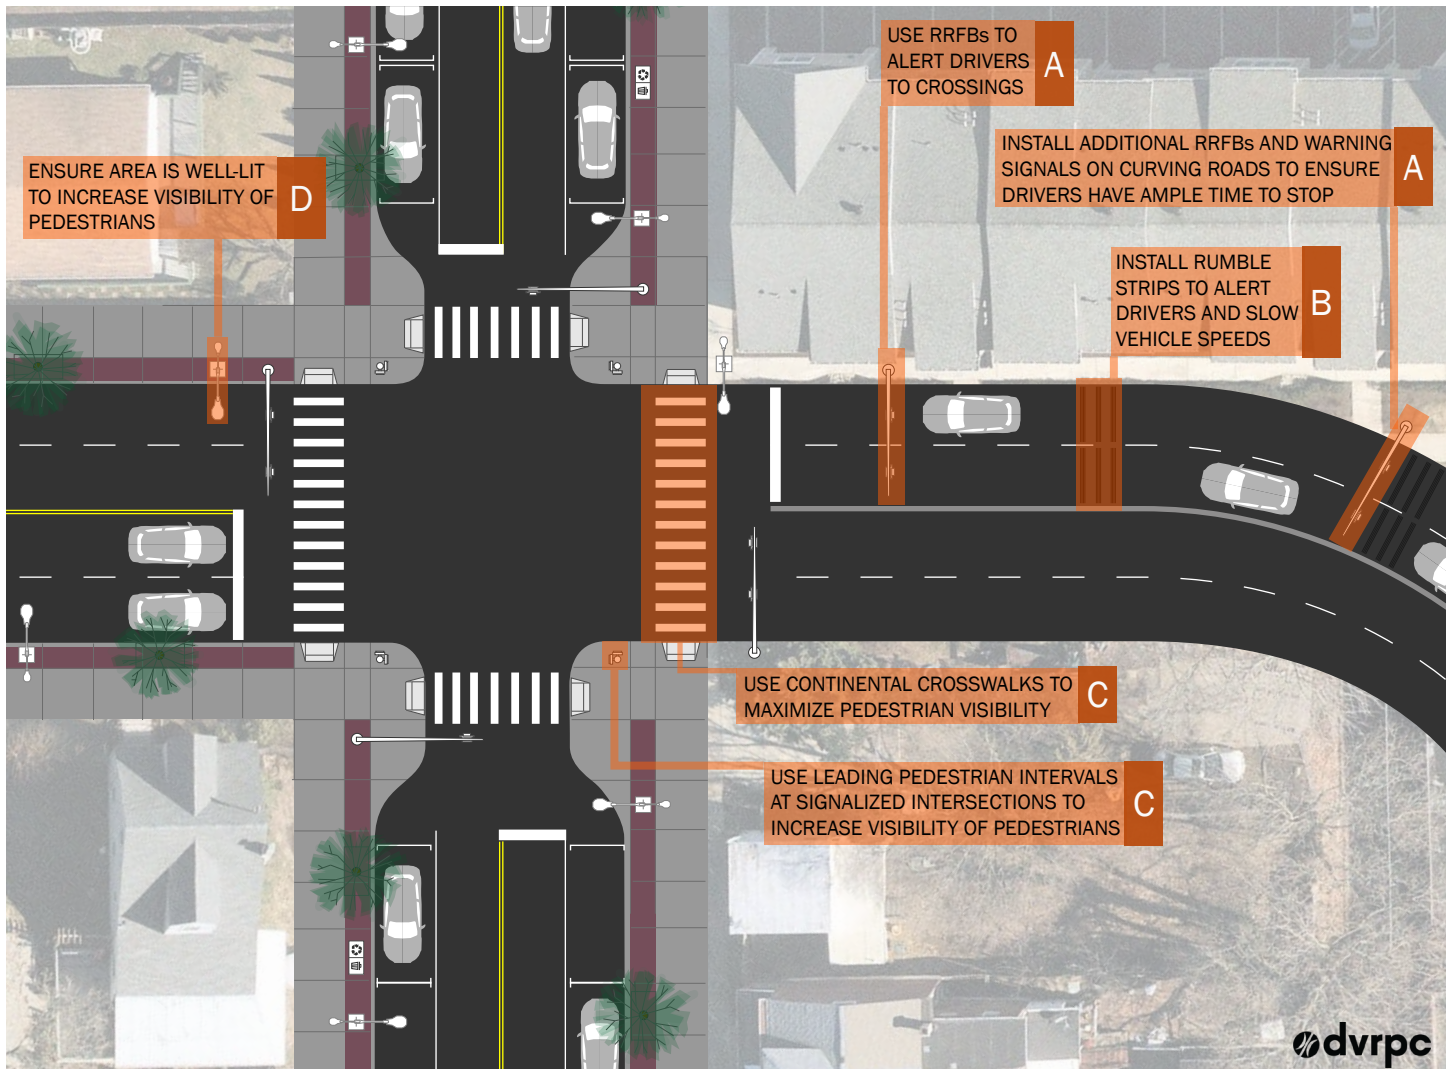 USE RRFBs TO
ALERT DRIVERS
TO CROSSINGS
A
INSTALL ADDITIONAL RRFBs AND WARNING
SIGNALS ON CURVING ROADS TO ENSURE
DRIVERS HAVE AMPLE TIME TO STOP
A
ENSURE AREA IS WELL-LIT
TO INCREASE VISIBILITY OF
PEDESTRIANS
D
INSTALL RUMBLE
STRIPS TO ALERT
DRIVERS AND SLOW
VEHICLE SPEEDS
B
USE CONTINENTAL CROSSWALKS TO
MAXIMIZE PEDESTRIAN VISIBILITY
C
USE LEADING PEDESTRIAN INTERVALS
AT SIGNALIZED INTERSECTIONS TO
INCREASE VISIBILITY OF PEDESTRIANS
C
dvrpc